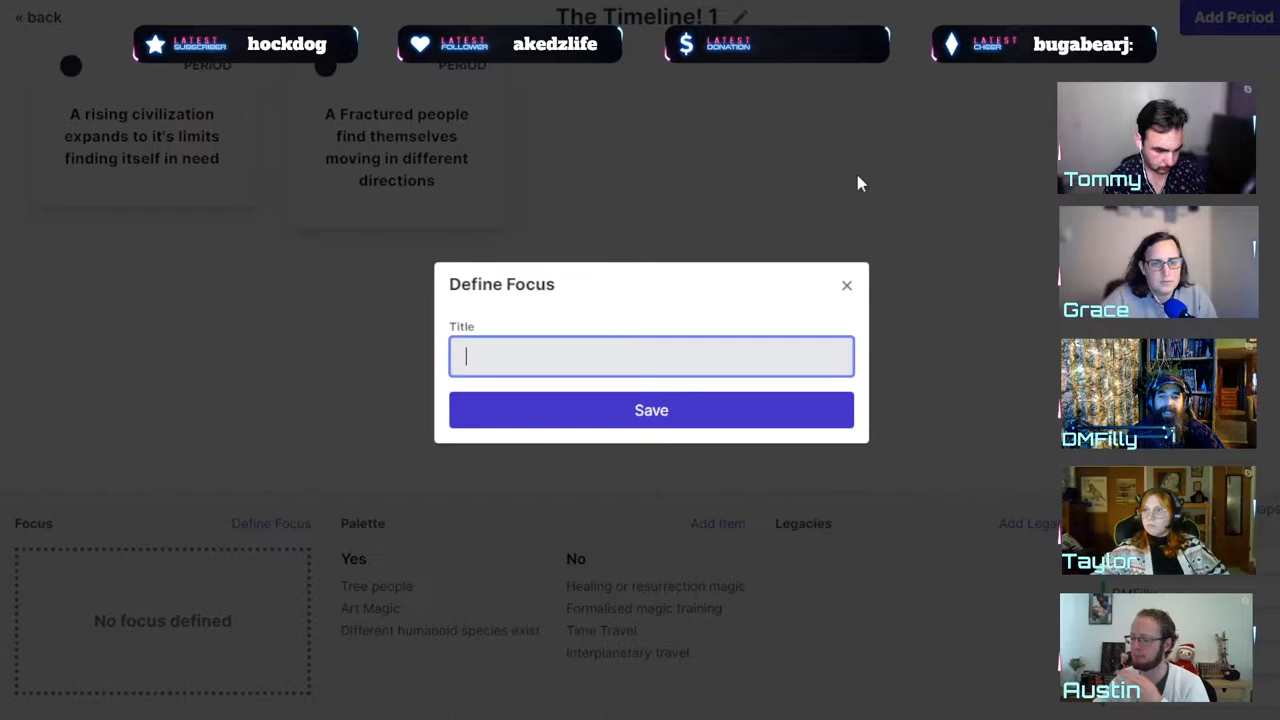 « back
The Timeline! 1
Add Period
LATEST SUBSCRIBER hockdog
LATEST FOLLOWER akedzlife
LATEST DONATION
LATEST CHEER bugabearj:
PERIOD
PERIOD
A rising civilization
expands to it's limits
finding itself in need
A Fractured people
find themselves
moving in different
directions
Tommy
Grace
DMFilly
Taylor
Austin
Define Focus
Title
Save
Focus
Define Focus
No focus defined
Palette
Add Item
Yes
Tree people
Art Magic
Different humanoid species exist
No
Healing or resurrection magic
Formalised magic training
Time Travel
Interplanetary travel
Legacies
Add Lega
aps
DMFilly